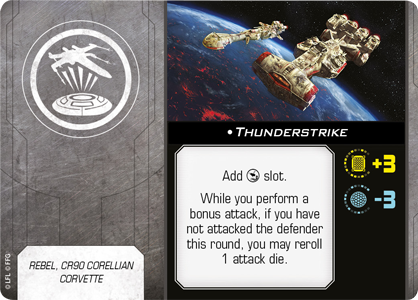 • THUNDERSTRIKE
Add slot.
While you perform a
bonus attack, if you have
not attacked the defender
this round, you may reroll
1 attack die.
+3
-3
REBEL, CR90 CORELLIAN
CORVETTE
© LFL © FFG